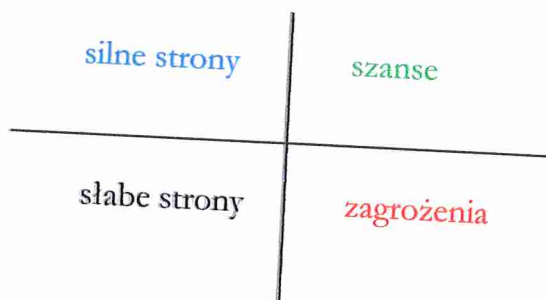 silne strony
szanse
słabe strony
zagrożenia